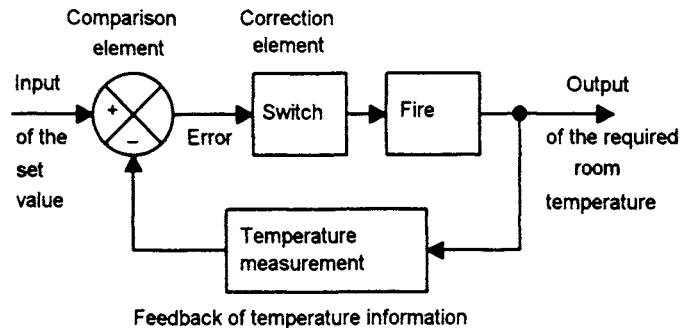 Comparison
element
Correction
element
Input
of the
set
value
+
−
Error
Switch
Fire
Output
of the required
room
temperature
Temperature
measurement
Feedback of temperature information